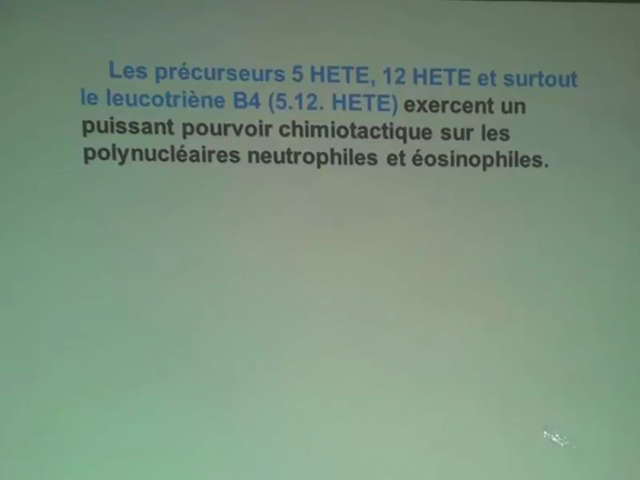 Les précurseurs 5 HETE, 12 HETE et surtout
le leucotriène B4 (5.12. HETE) exercent un
puissant pourvoir chimiotactique sur les
polynucléaires neutrophiles et éosinophiles.